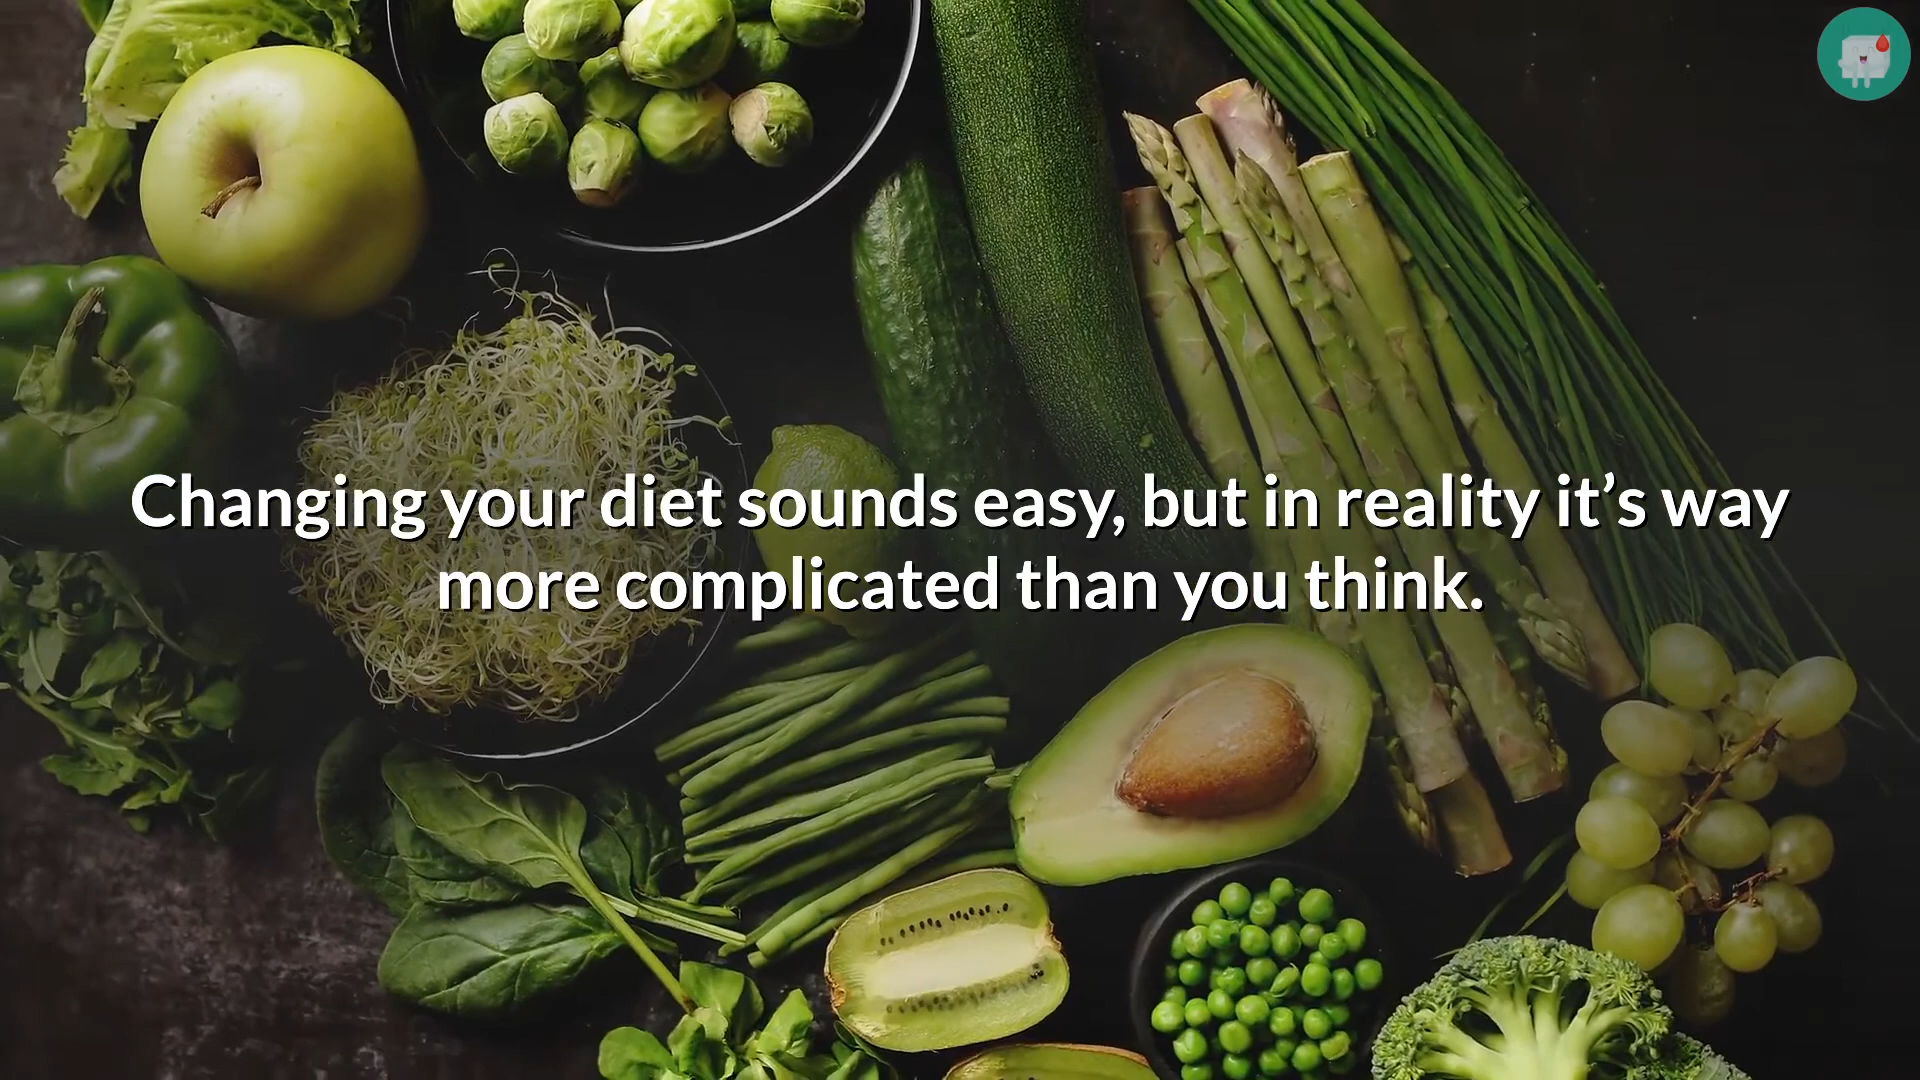 Changing your diet sounds easy, but in reality it’s way
more complicated than you think.